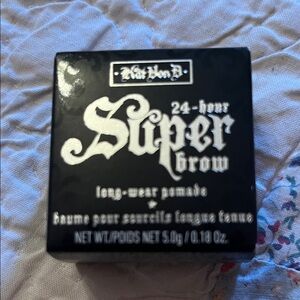 ·Kat Von D·
24-hour
Super
brow
long-wear pomade
baume pour sourcils longue tenue
NET WT./POIDS NET 5.0g / 0.18 Oz.